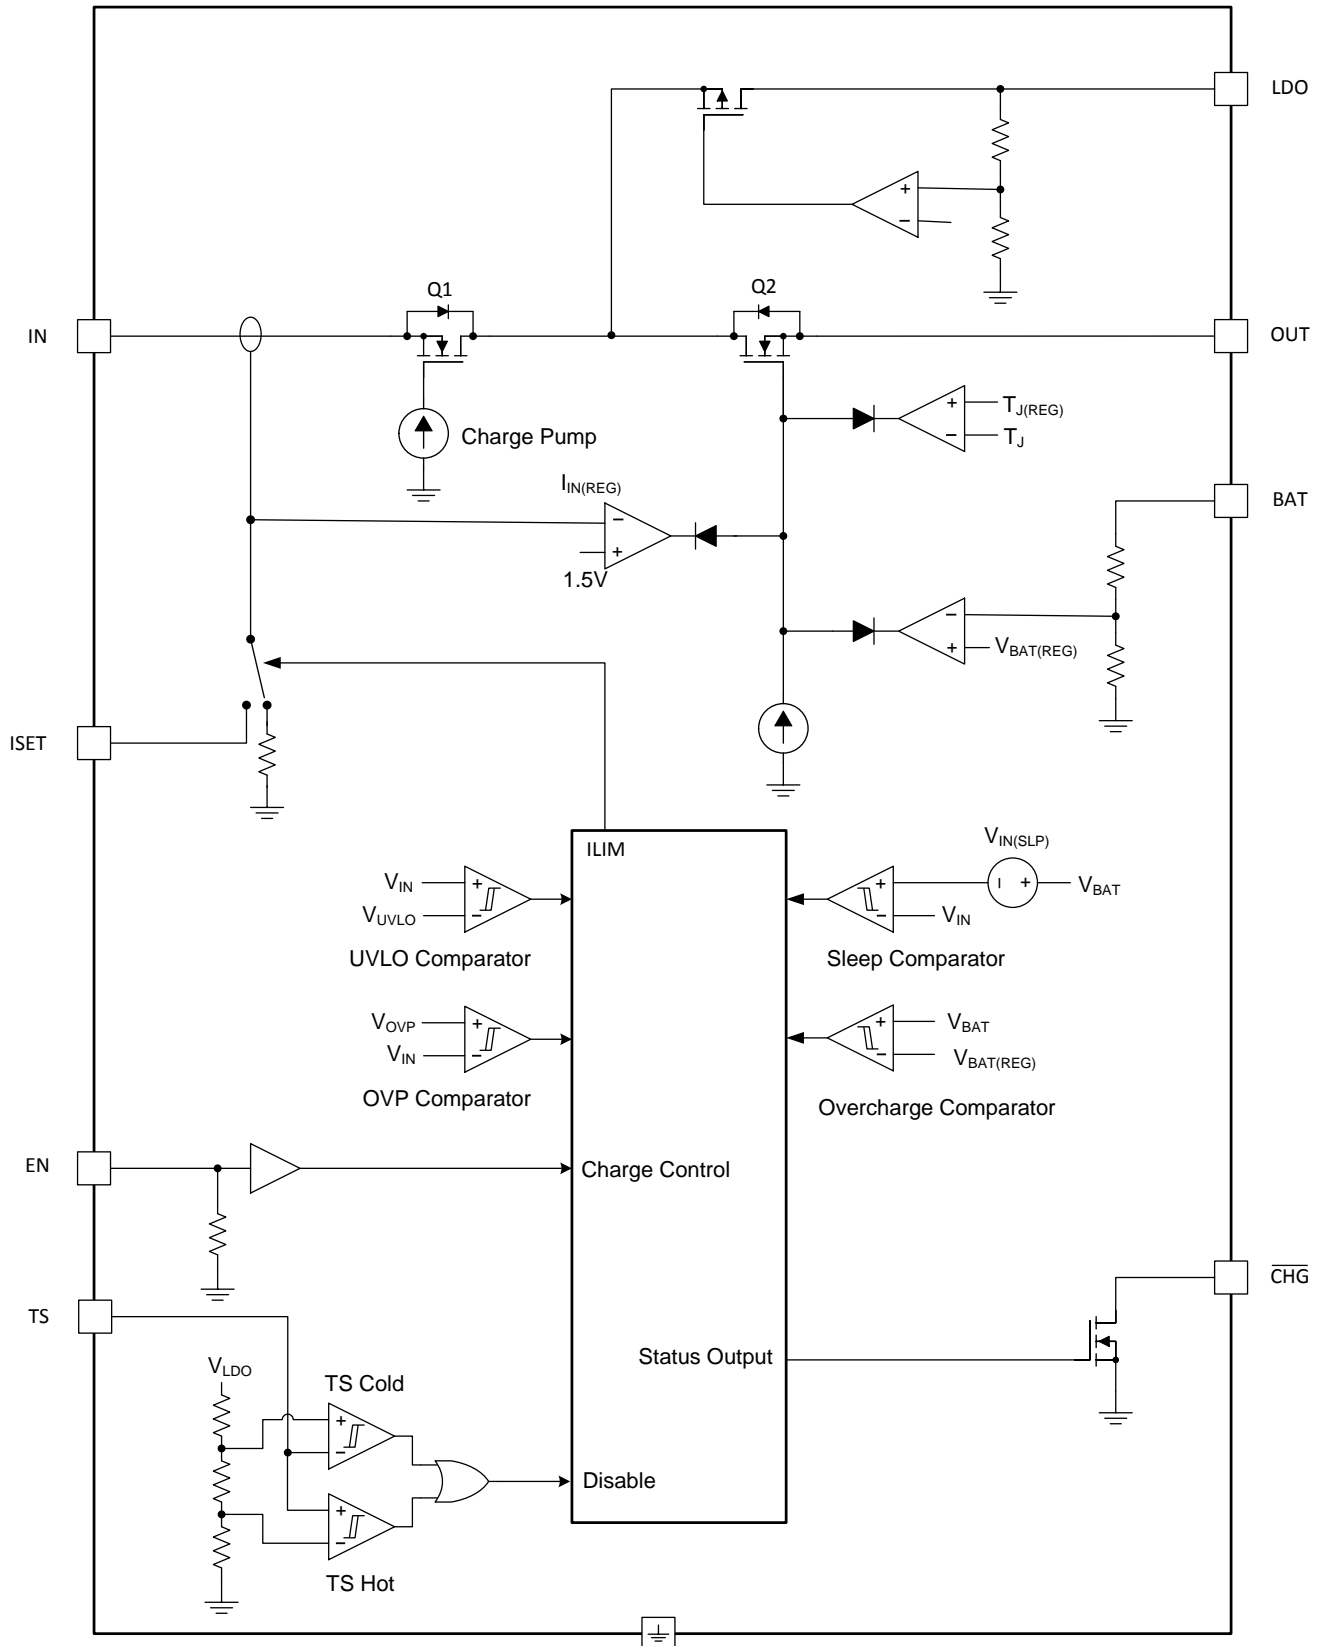 LDO
Q1
Q2
IN
OUT
+
−
Charge Pump
+
T_J(REG)
−
T_J
I_IN(REG)
−
+
1.5V
BAT
−
+
V_BAT(REG)
ISET
ILIM
V_IN
+
V_UVLO
−
UVLO Comparator
V_IN(SLP)
+
−
+
V_BAT
V_IN
−
Sleep Comparator
V_OVP
+
V_IN
−
OVP Comparator
+
V_BAT
−
V_BAT(REG)
Overcharge Comparator
EN
Charge Control
C̅H̅G̅
TS
Status Output
V_LDO
TS Cold
+
−
Disable
+
−
TS Hot